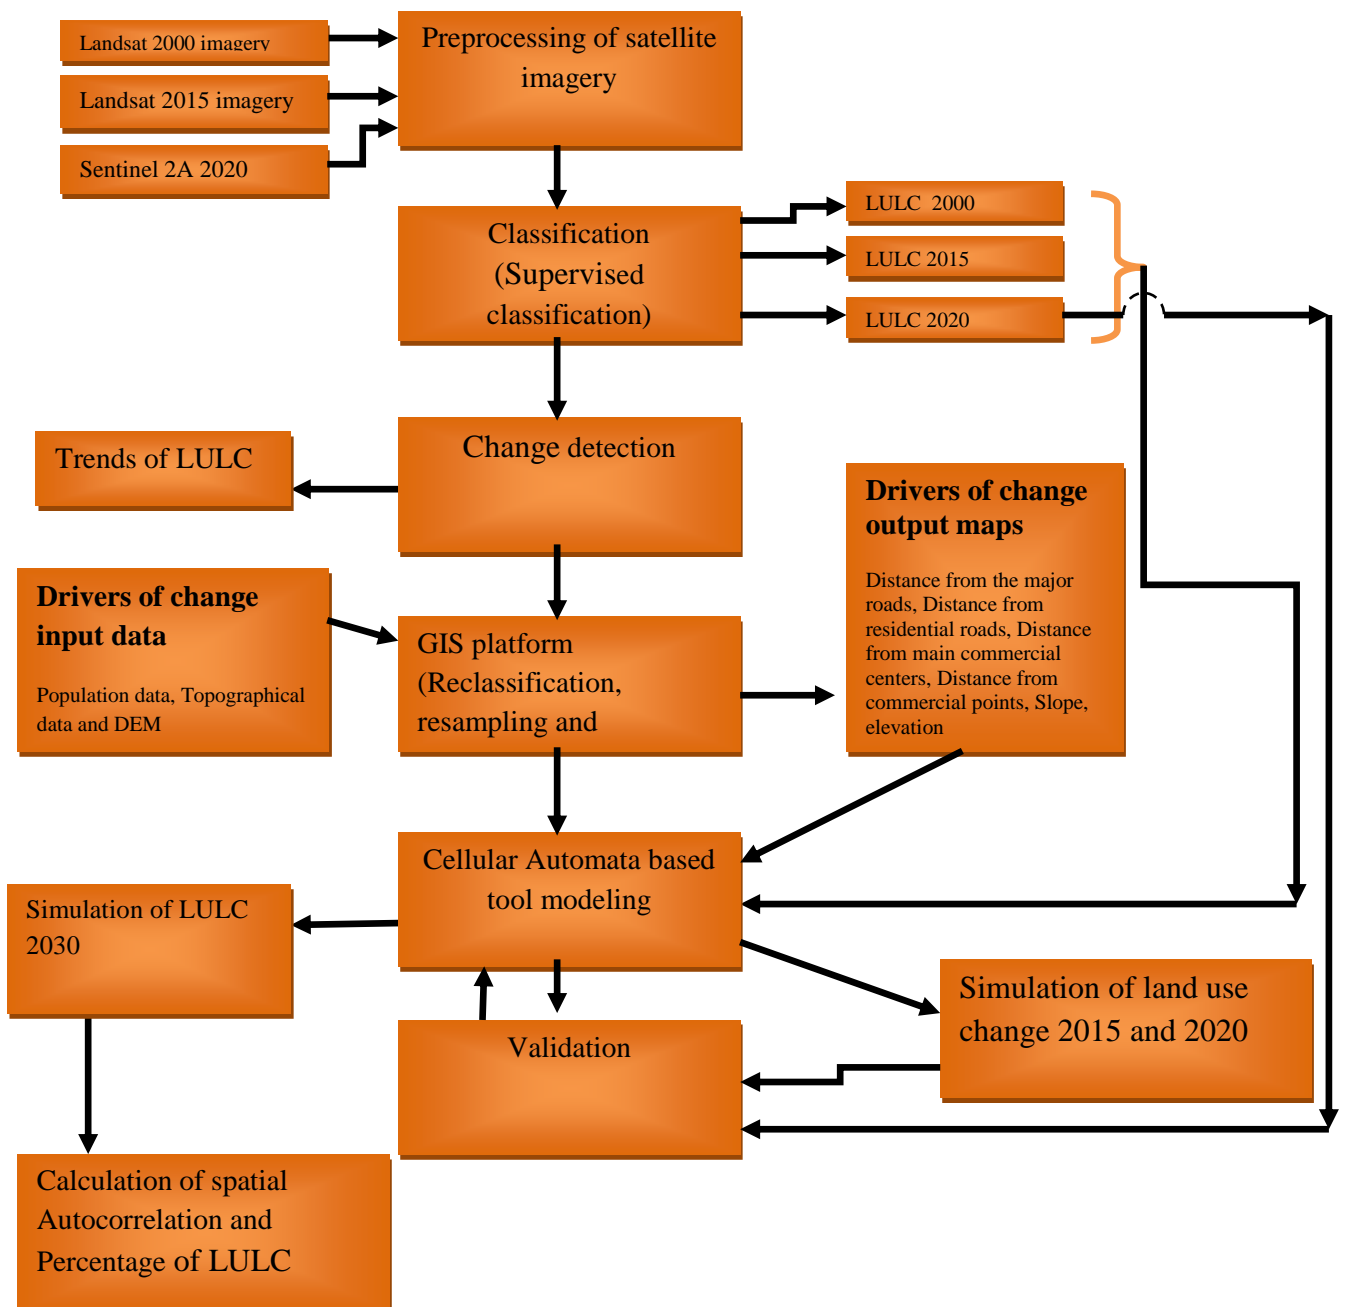 Landsat 2000 imagery
Landsat 2015 imagery
Sentinel 2A 2020
Preprocessing of satellite
imagery
Classification
(Supervised
classification)
LULC 2000
LULC 2015
LULC 2020
Change detection
Trends of LULC
Drivers of change
input data
Population data, Topographical
data and DEM
GIS platform
(Reclassification,
resampling and
Drivers of change
output maps
Distance from the major
roads, Distance from
residential roads, Distance
from main commercial
centers, Distance from
commercial points, Slope,
elevation
Cellular Automata based
tool modeling
Simulation of LULC
2030
Simulation of land use
change 2015 and 2020
Validation
Calculation of spatial
Autocorrelation and
Percentage of LULC